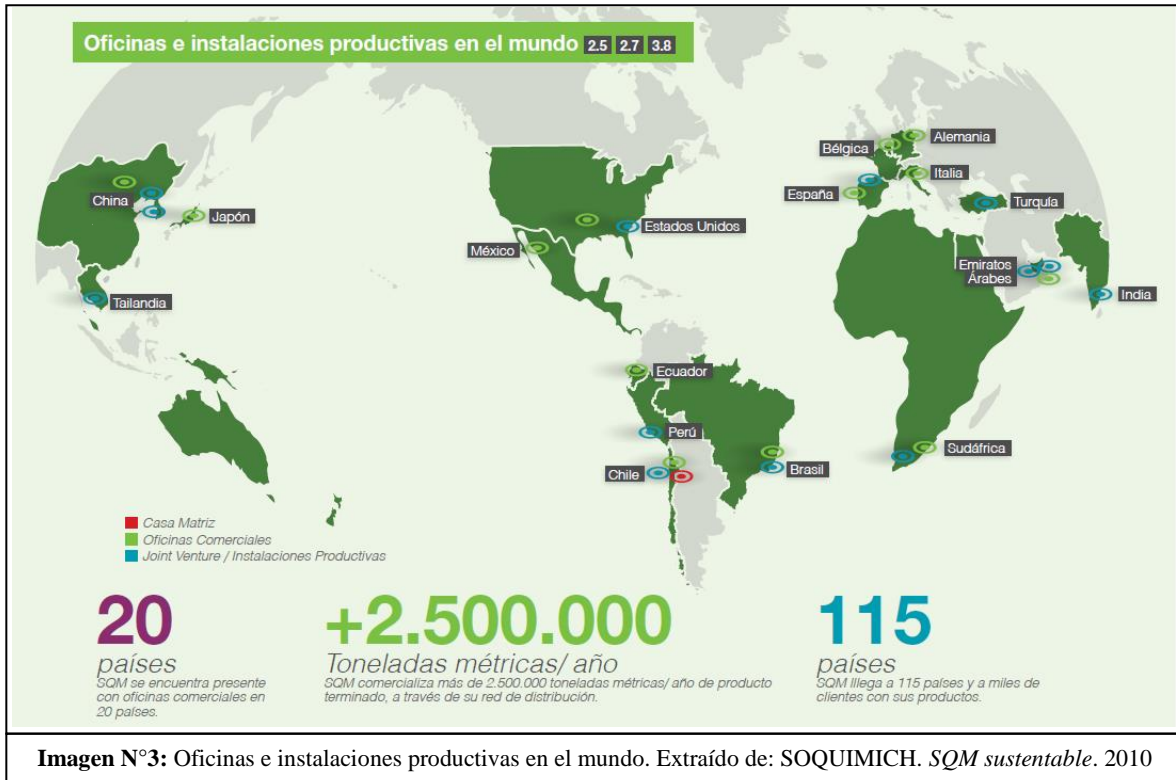 Oficinas e instalaciones productivas en el mundo 2.5 2.7 3.8
Alemania
Bélgica
Italia
España
Turquía
China
Japón
Estados Unidos
México
Emiratos
Árabes
India
Tailandia
Ecuador
Perú
Sudáfrica
Chile
Brasil
Casa Matriz
Oficinas Comerciales
Joint Venture / Instalaciones Productivas
20
países
SQM se encuentra presente
con oficinas comerciales en
20 países.
+2.500.000
Toneladas métricas/ año
SQM comercializa más de 2.500.000 toneladas métricas/ año de producto
terminado, a través de su red de distribución.
115
países
SQM lllega a 115 países y a miles de
clientes con sus productos.
Imagen N°3: Oficinas e instalaciones productivas en el mundo. Extraído de: SOQUIMICH. SQM sustentable. 2010